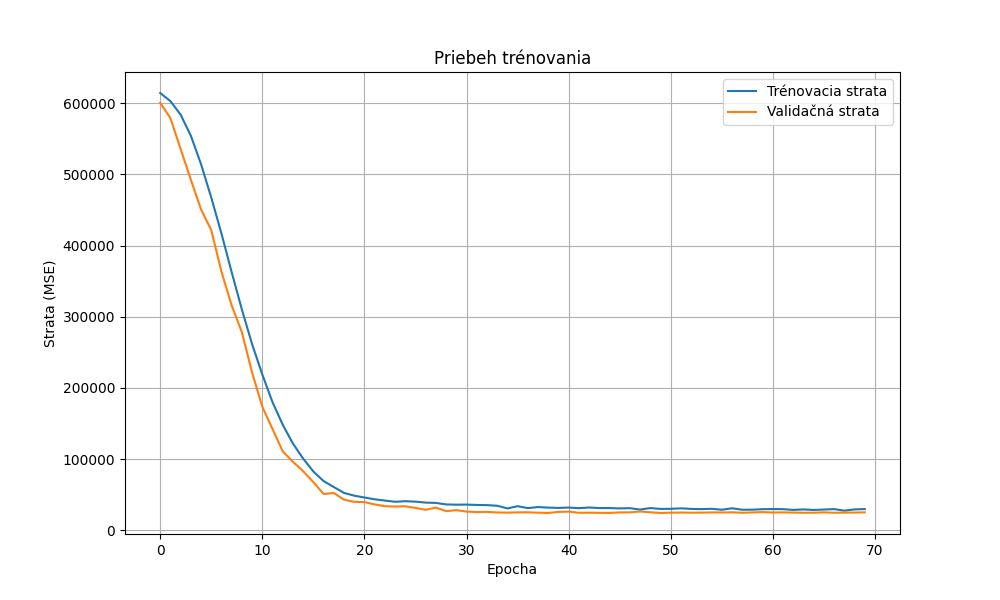 Priebeh trénovania
Trénovacia strata
Validačná strata
Strata (MSE)
600000
500000
400000
300000
200000
100000
0
0 10 20 30 40 50 60 70
Epocha